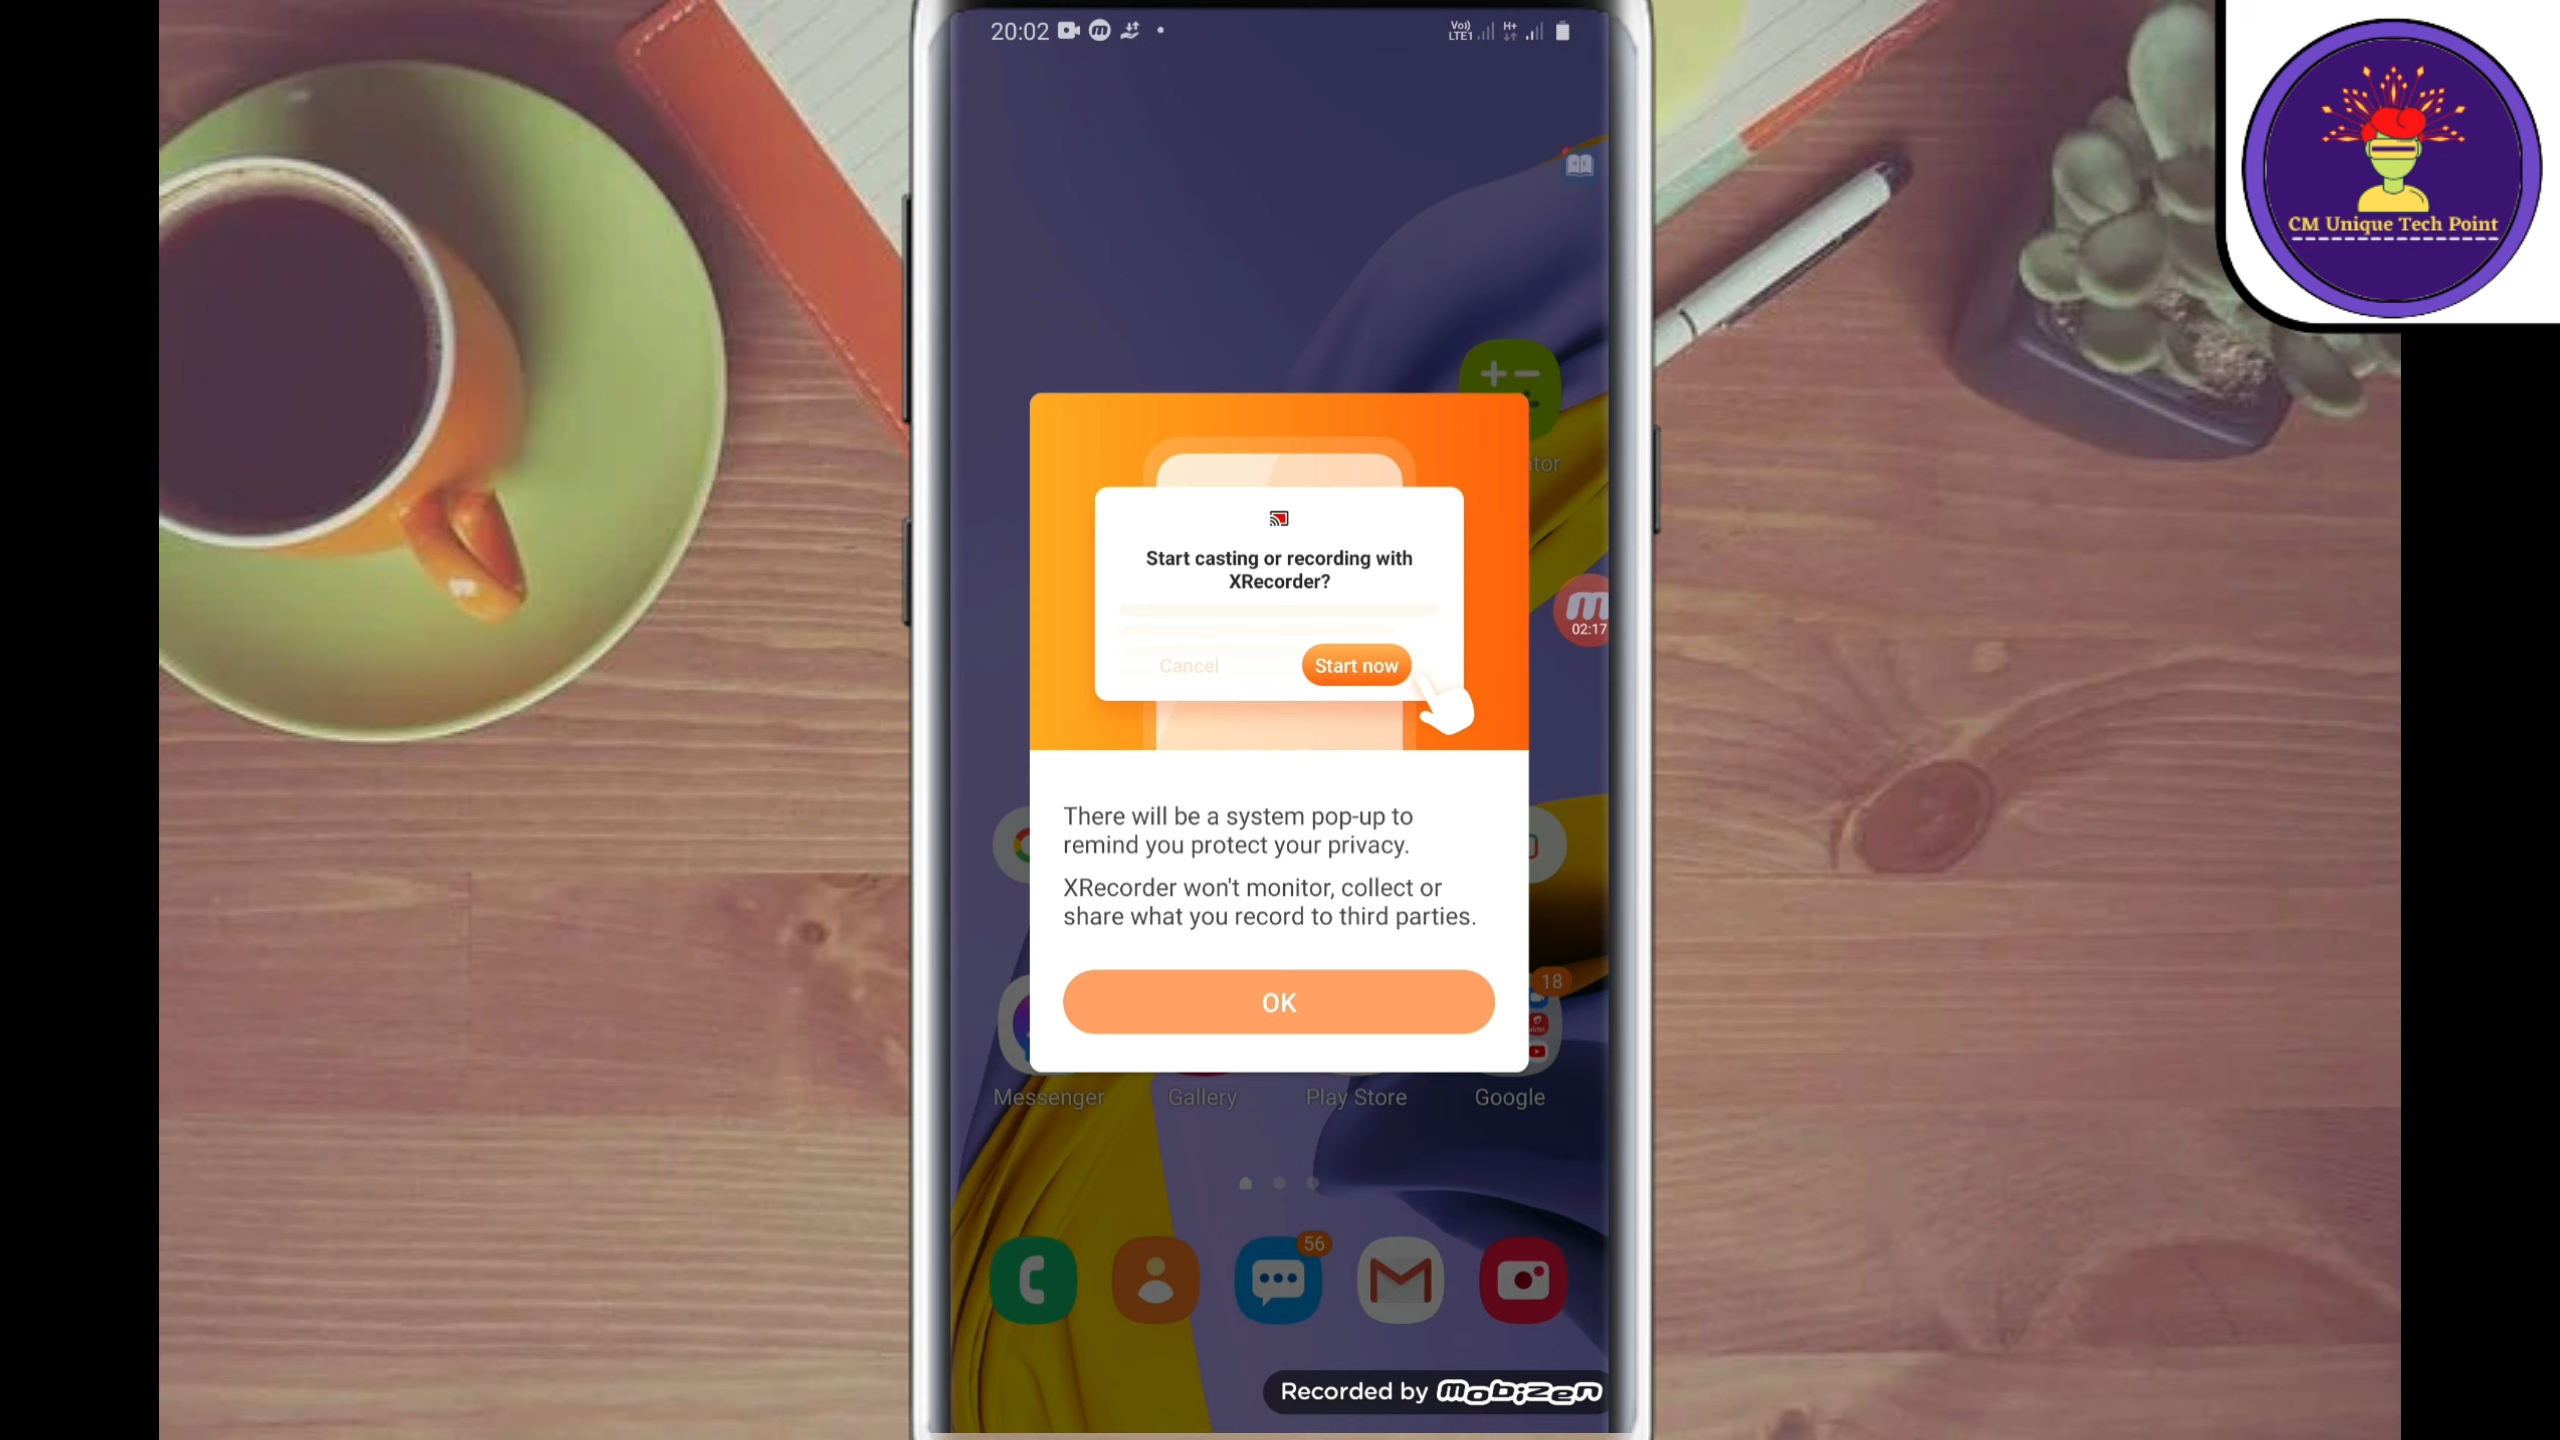 20:02
Vo)
LTE1
H+
CM Unique Tech Point
tor
Start casting or recording with
XRecorder?
Cancel
Start now
02:17
There will be a system pop-up to
remind you protect your privacy.
XRecorder won't monitor, collect or
share what you record to third parties.
OK
18
Messenger
Gallery
Play Store
Google
56
Recorded by mobizen